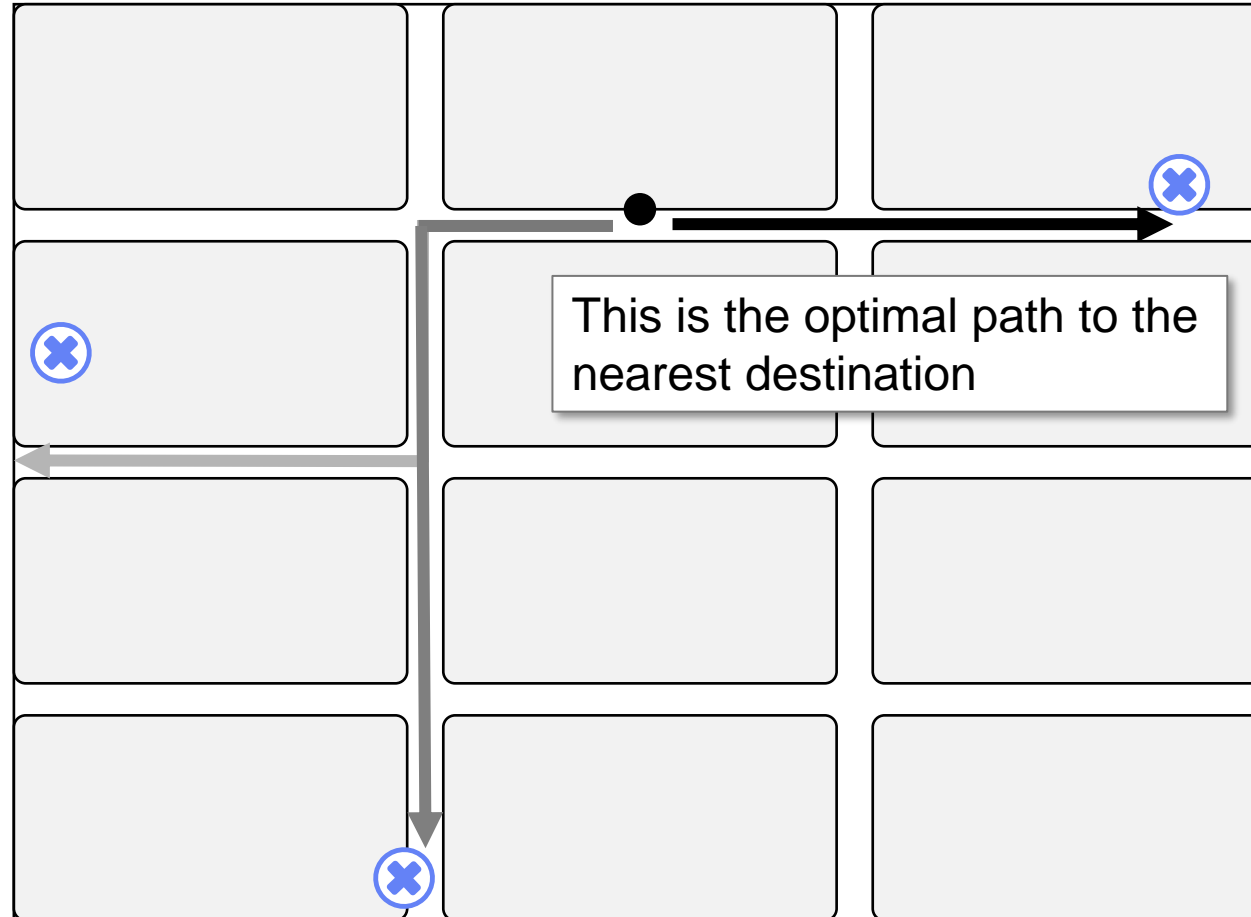 This is the optimal path to the
nearest destination